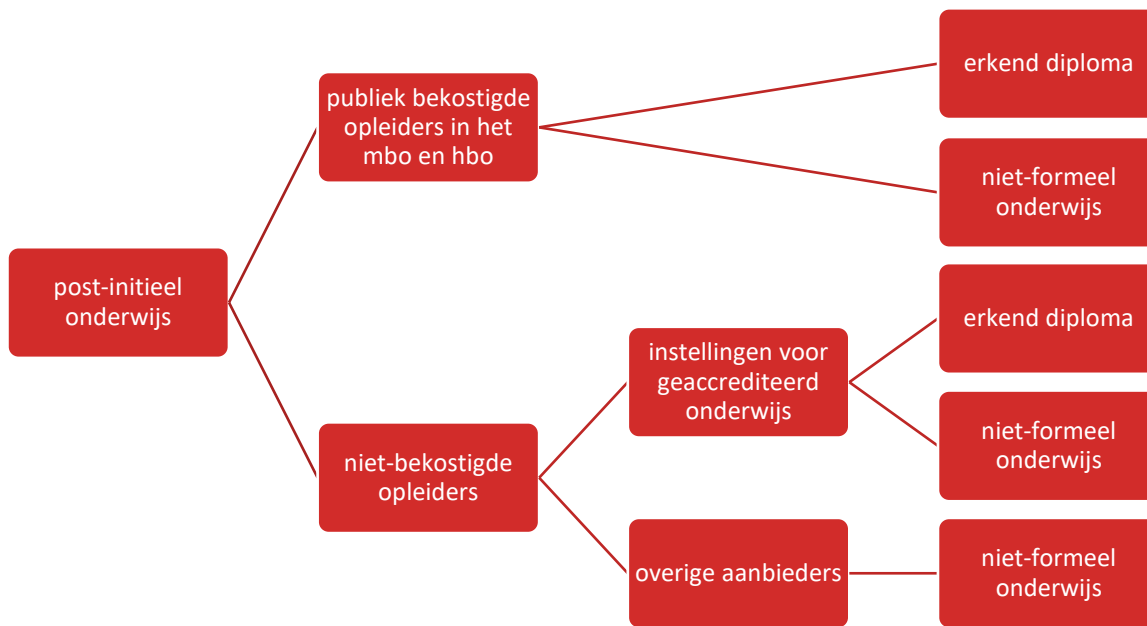 erkend diploma
publiek bekostigde
opleiders in het
mbo en hbo
niet-formeel
onderwijs
post-initieel
onderwijs
erkend diploma
instellingen voor
geaccrediteerd
onderwijs
niet-formeel
onderwijs
niet-bekostigde
opleiders
overige aanbieders
niet-formeel
onderwijs